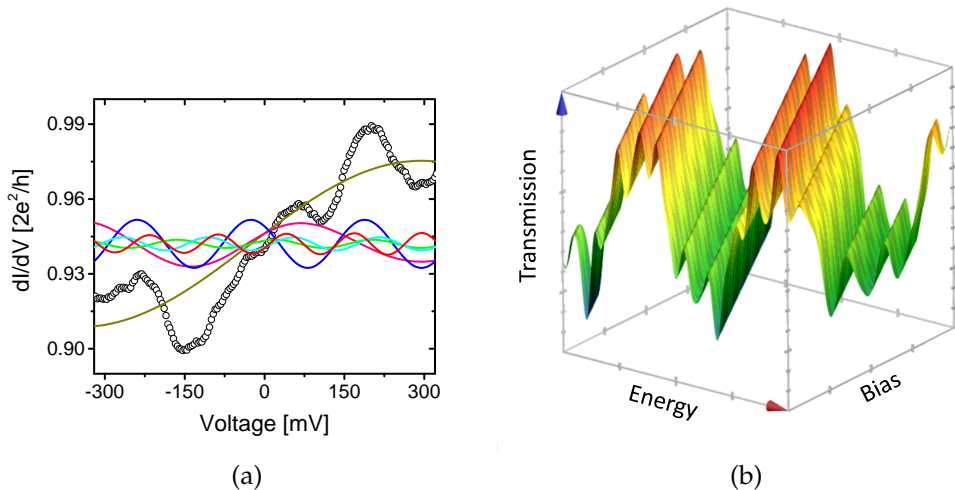 0.99
0.96
0.93
0.90
dI/dV [2e²/h]
-300 -150 0 150 300
Voltage [mV]
(a)
Transmission
Energy
Bias
(b)